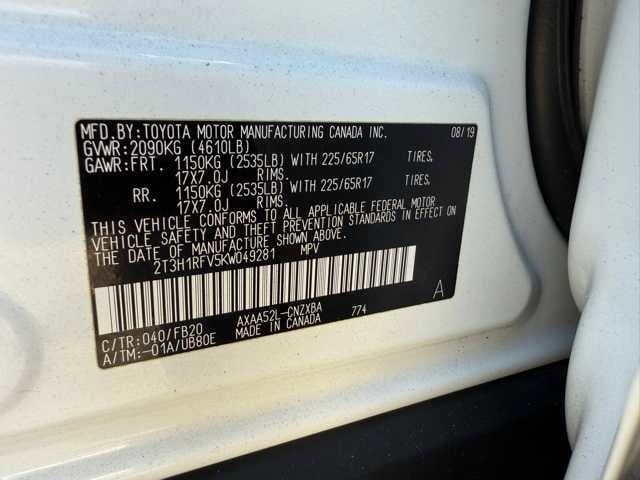 MFD.BY:TOYOTA MOTOR MANUFACTURING CANADA INC. 08/19
GVWR:2090KG (4610LB)
GAWR:FRT. 1150KG (2535LB) WITH 225/65R17 TIRES.
17X7.0J RIMS.
RR. 1150KG (2535LB) WITH 225/65R17 TIRES.
17X7.0J RIMS.
THIS VEHICLE CONFORMS TO ALL APPLICABLE FEDERAL MOTOR
VEHICLE SAFETY AND THEFT PREVENTION STANDARDS IN EFFECT ON
THE DATE OF MANUFACTURE SHOWN ABOVE.
2T3H1RFV5KW049281 MPV
A
C/TR:040/FB20 AXAA52L-CNZXBA 774
A/TM:-01A/UB80E MADE IN CANADA